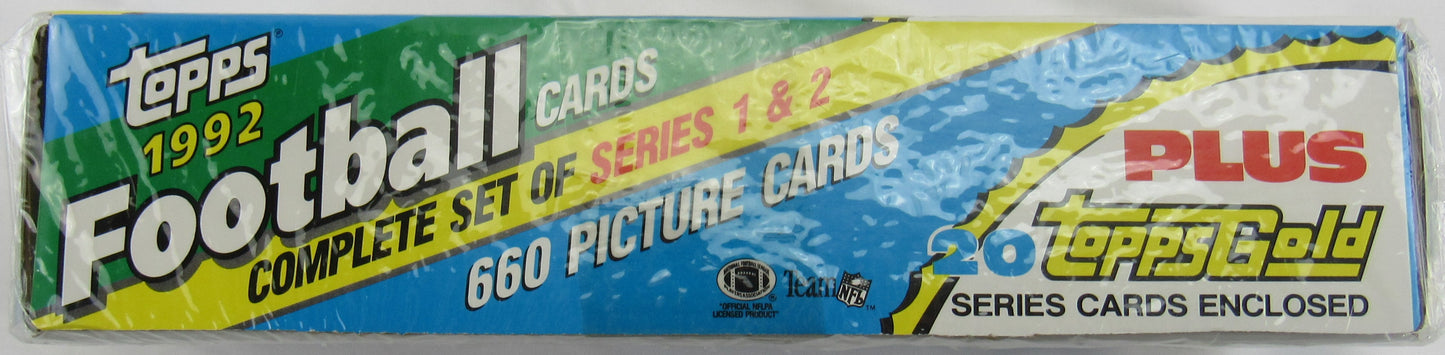 Topps®
1992
Football CARDS
COMPLETE SET OF SERIES 1 & 2
660 PICTURE CARDS
Team NFL™
"OFFICIAL NFLPA
LICENSED PRODUCT"
PLUS
20 Topps Gold
SERIES CARDS ENCLOSED